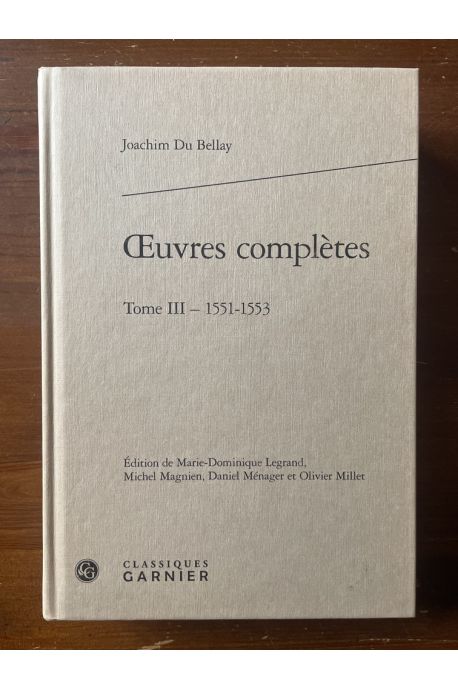 Joachim Du Bellay
Œuvres complètes
Tome III – 1551-1553
Édition de Marie-Dominique Legrand,
Michel Magnien, Daniel Ménager et Olivier Millet
CG
CLASSIQUES
GARNIER